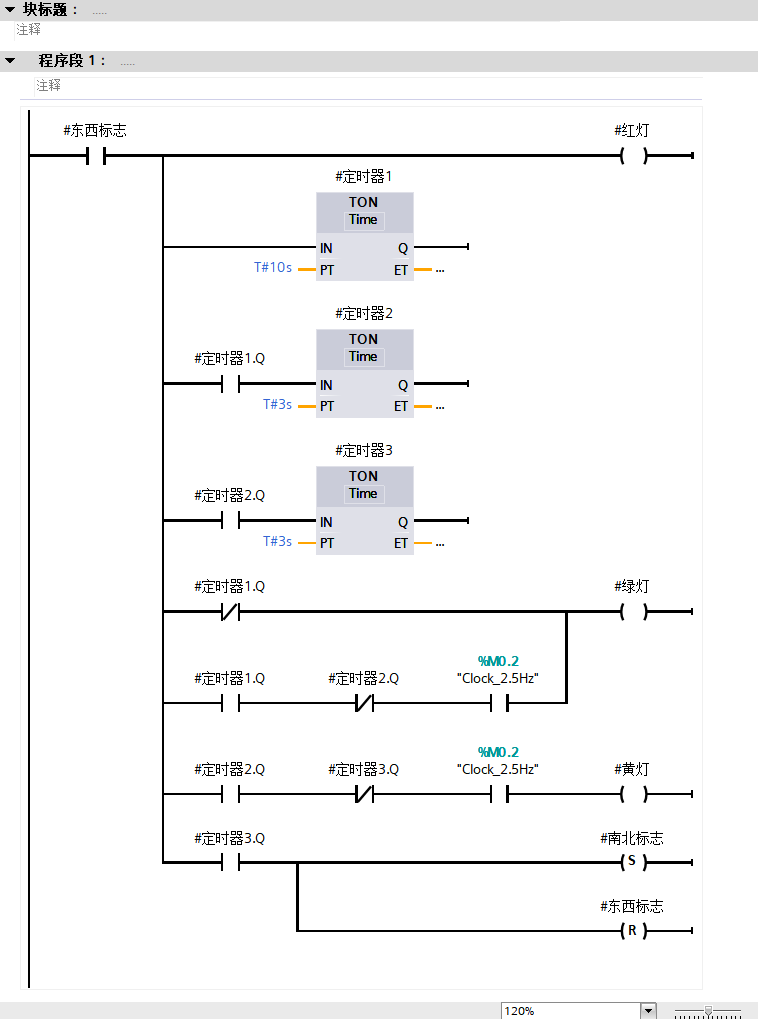 块标题： .....
注释
程序段 1： .....
注释
#东西标志
#红灯
#定时器1
TON
Time
IN Q
T#10s PT ET ...
#定时器2
TON
Time
#定时器1.Q
IN Q
T#3s PT ET ...
#定时器3
TON
Time
#定时器2.Q
IN Q
T#3s PT ET ...
#定时器1.Q
#绿灯
%M0.2
#定时器1.Q #定时器2.Q "Clock_2.5Hz"
%M0.2
#定时器2.Q #定时器3.Q "Clock_2.5Hz" #黄灯
#定时器3.Q #南北标志
S
#东西标志
R
120%